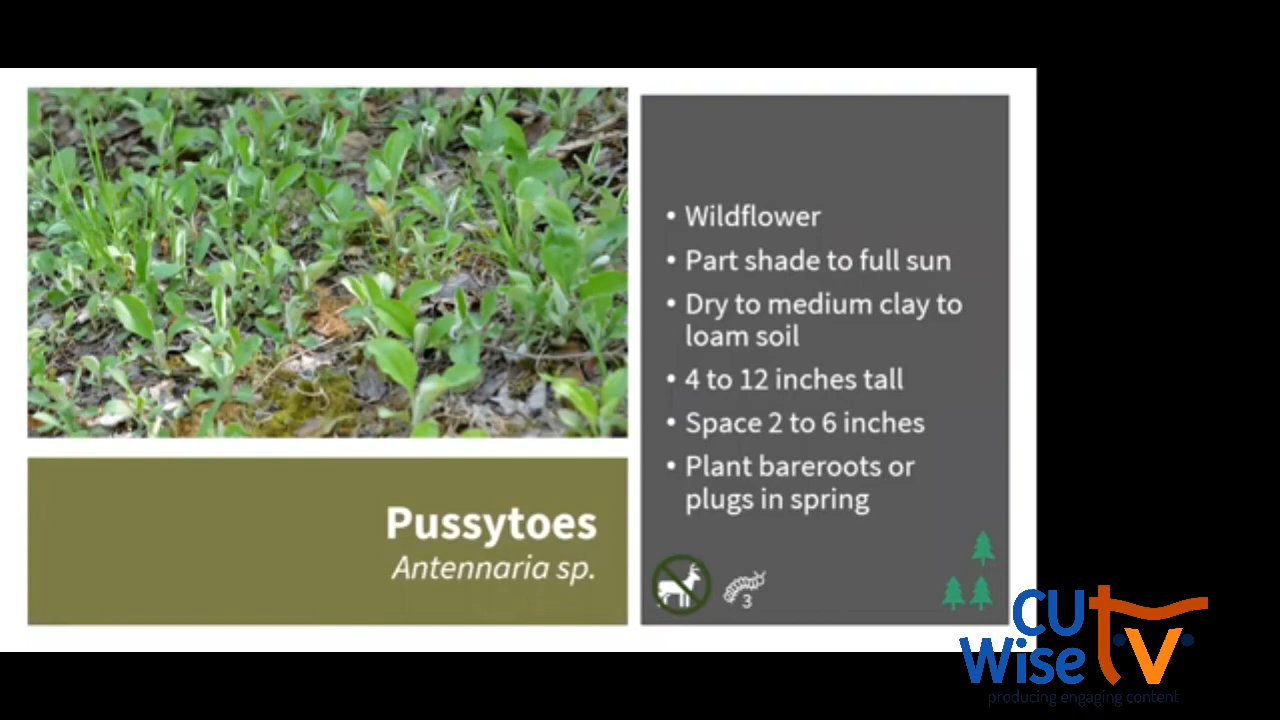 • Wildflower
• Part shade to full sun
• Dry to medium clay to
loam soil
• 4 to 12 inches tall
• Space 2 to 6 inches
• Plant bareroots or
plugs in spring
Pussytoes
Antennaria sp.
3
CU
Wise tv
producing engaging content